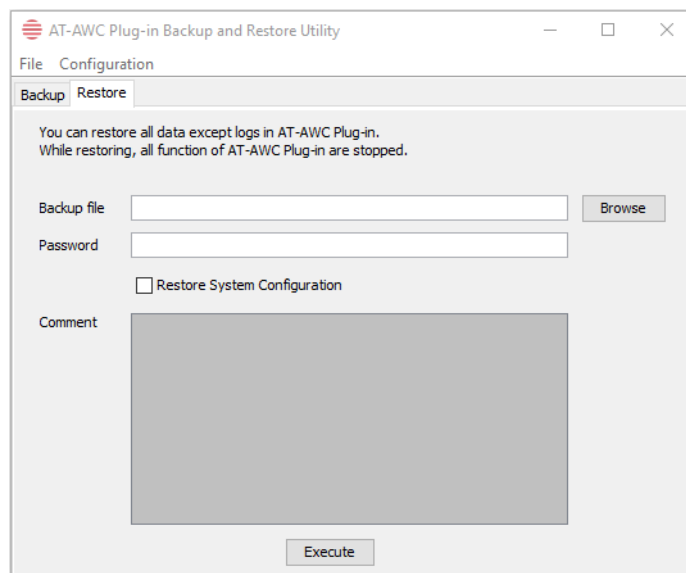 AT-AWC Plug-in Backup and Restore Utility
File Configuration
Backup Restore
You can restore all data except logs in AT-AWC Plug-in.
While restoring, all function of AT-AWC Plug-in are stopped.
Backup file Browse
Password
Restore System Configuration
Comment
Execute